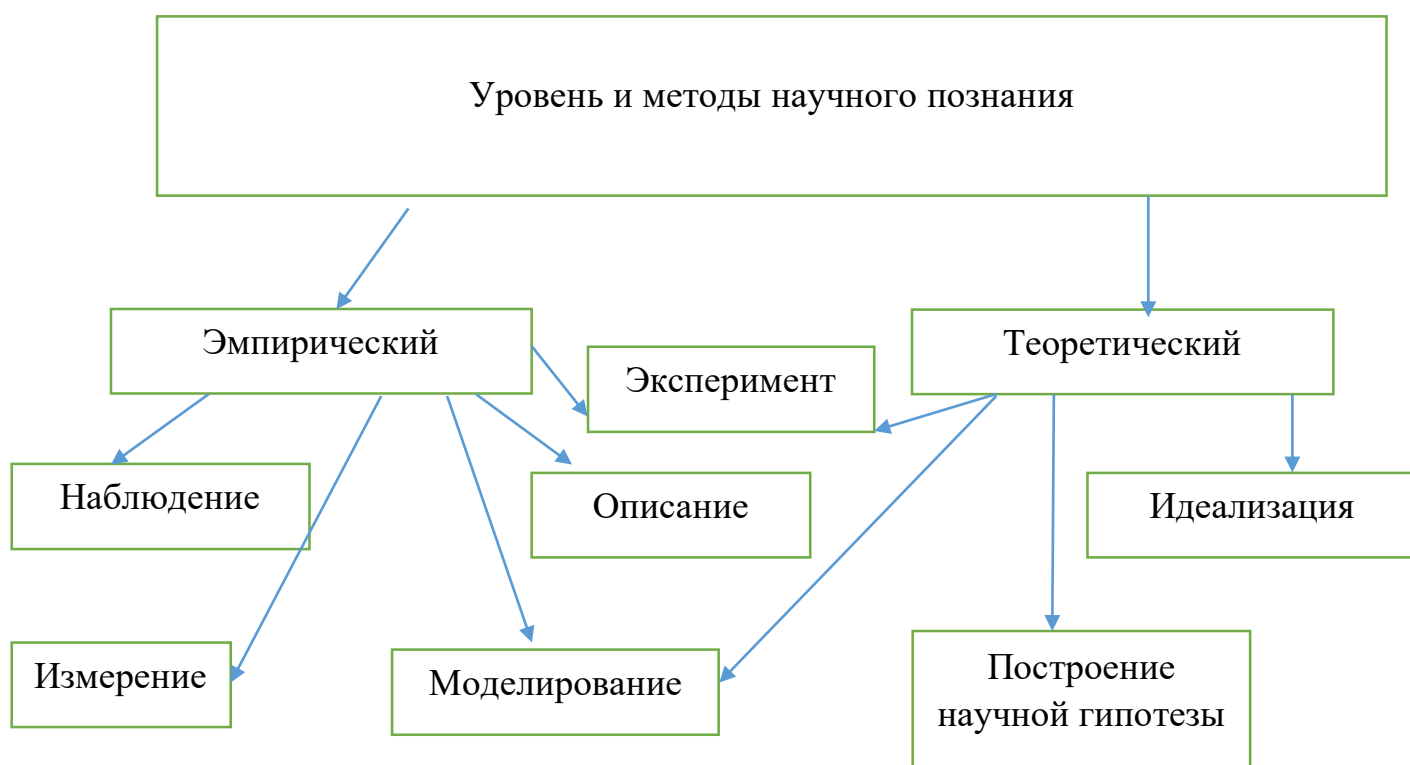 Уровень и методы научного познания
Эмпирический
Теоретический
Эксперимент
Наблюдение
Описание
Идеализация
Измерение
Моделирование
Построение
научной гипотезы